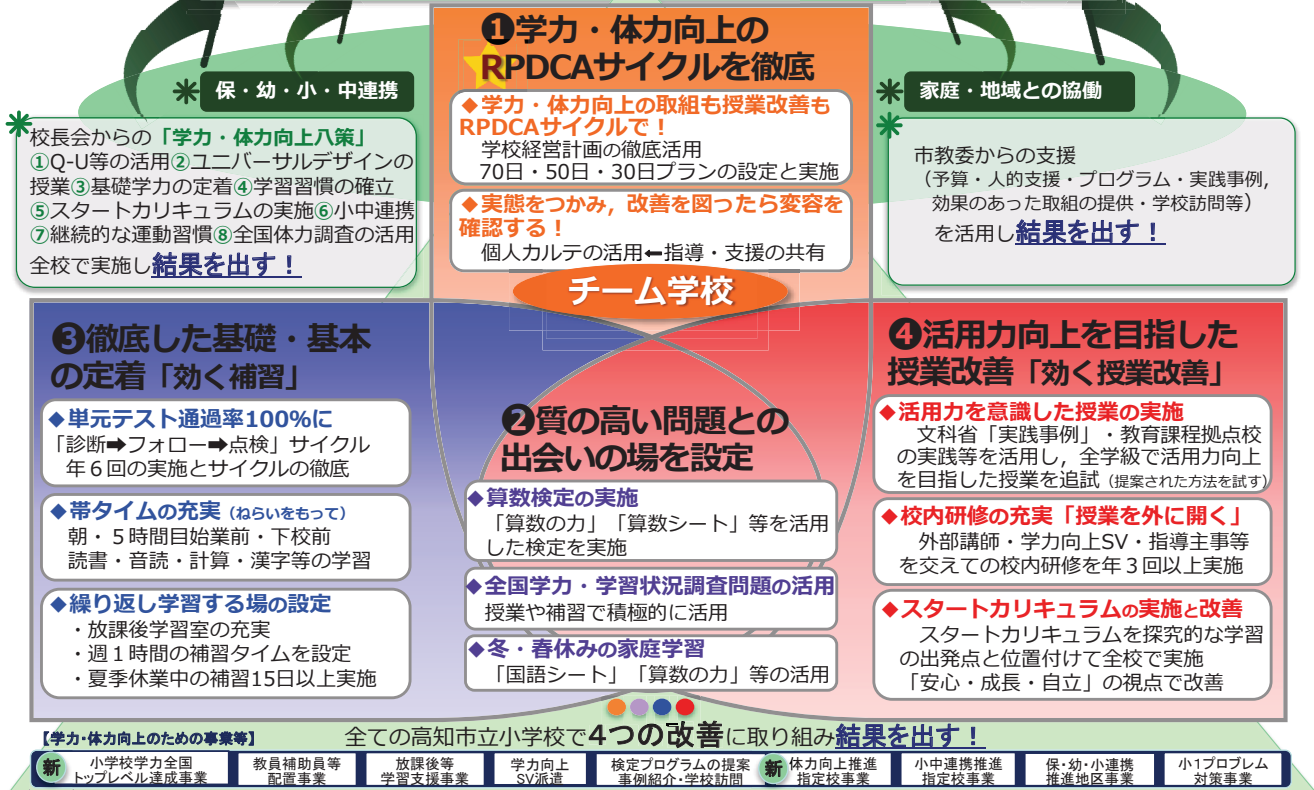 ❶学力・体力向上の
RPDCAサイクルを徹底
◆学力・体力向上の取組も授業改善も
RPDCAサイクルで！
学校経営計画の徹底活用
70日・50日・30日プランの設定と実施
◆実態をつかみ，改善を図ったら変容を
確認する！
個人カルテの活用⬅指導・支援の共有
チーム学校
＊ 保・幼・小・中連携
＊
校長会からの「学力・体力向上八策」
①Q-U等の活用②ユニバーサルデザインの
授業③基礎学力の定着④学習習慣の確立
⑤スタートカリキュラムの実施⑥小中連携
⑦継続的な運動習慣⑧全国体力調査の活用
全校で実施し結果を出す！
＊ 家庭・地域との協働
＊
市教委からの支援
（予算・人的支援・プログラム・実践事例,
効果のあった取組の提供・学校訪問等）
を活用し結果を出す！
❸徹底した基礎・基本
の定着「効く補習」
◆単元テスト通過率100%に
「診断➡フォロー➡点検」サイクル
年６回の実施とサイクルの徹底
◆帯タイムの充実（ねらいをもって）
朝・５時間目始業前・下校前
読書・音読・計算・漢字等の学習
◆繰り返し学習する場の設定
・放課後学習室の充実
・週１時間の補習タイムを設定
・夏季休業中の補習15日以上実施
❷質の高い問題との
出会いの場を設定
◆算数検定の実施
「算数の力」「算数シート」等を活用
した検定を実施
◆全国学力・学習状況調査問題の活用
授業や補習で積極的に活用
◆冬・春休みの家庭学習
「国語シート」「算数の力」等の活用
❹活用力向上を目指した
授業改善「効く授業改善」
◆活用力を意識した授業の実施
文科省「実践事例」・教育課程拠点校
の実践等を活用し，全学級で活用力向上
を目指した授業を追試（提案された方法を試す）
◆校内研修の充実「授業を外に開く」
外部講師・学力向上SV・指導主事等
を交えての校内研修を年３回以上実施
◆スタートカリキュラムの実施と改善
スタートカリキュラムを探究的な学習
の出発点と位置付けて全校で実施
「安心・成長・自立」の視点で改善
全ての高知市立小学校で４つの改善に取り組み結果を出す！
【学力･体力向上のための事業等】
新
小学校学力全国
トップレベル達成事業
教員補助員等
配置事業
放課後等
学習支援事業
学力向上
SV派遣
検定プログラムの提案
事例紹介･学校訪問
新
体力向上推進
指定校事業
小中連携推進
指定校事業
保･幼･小連携
推進地区事業
小1プロブレム
対策事業